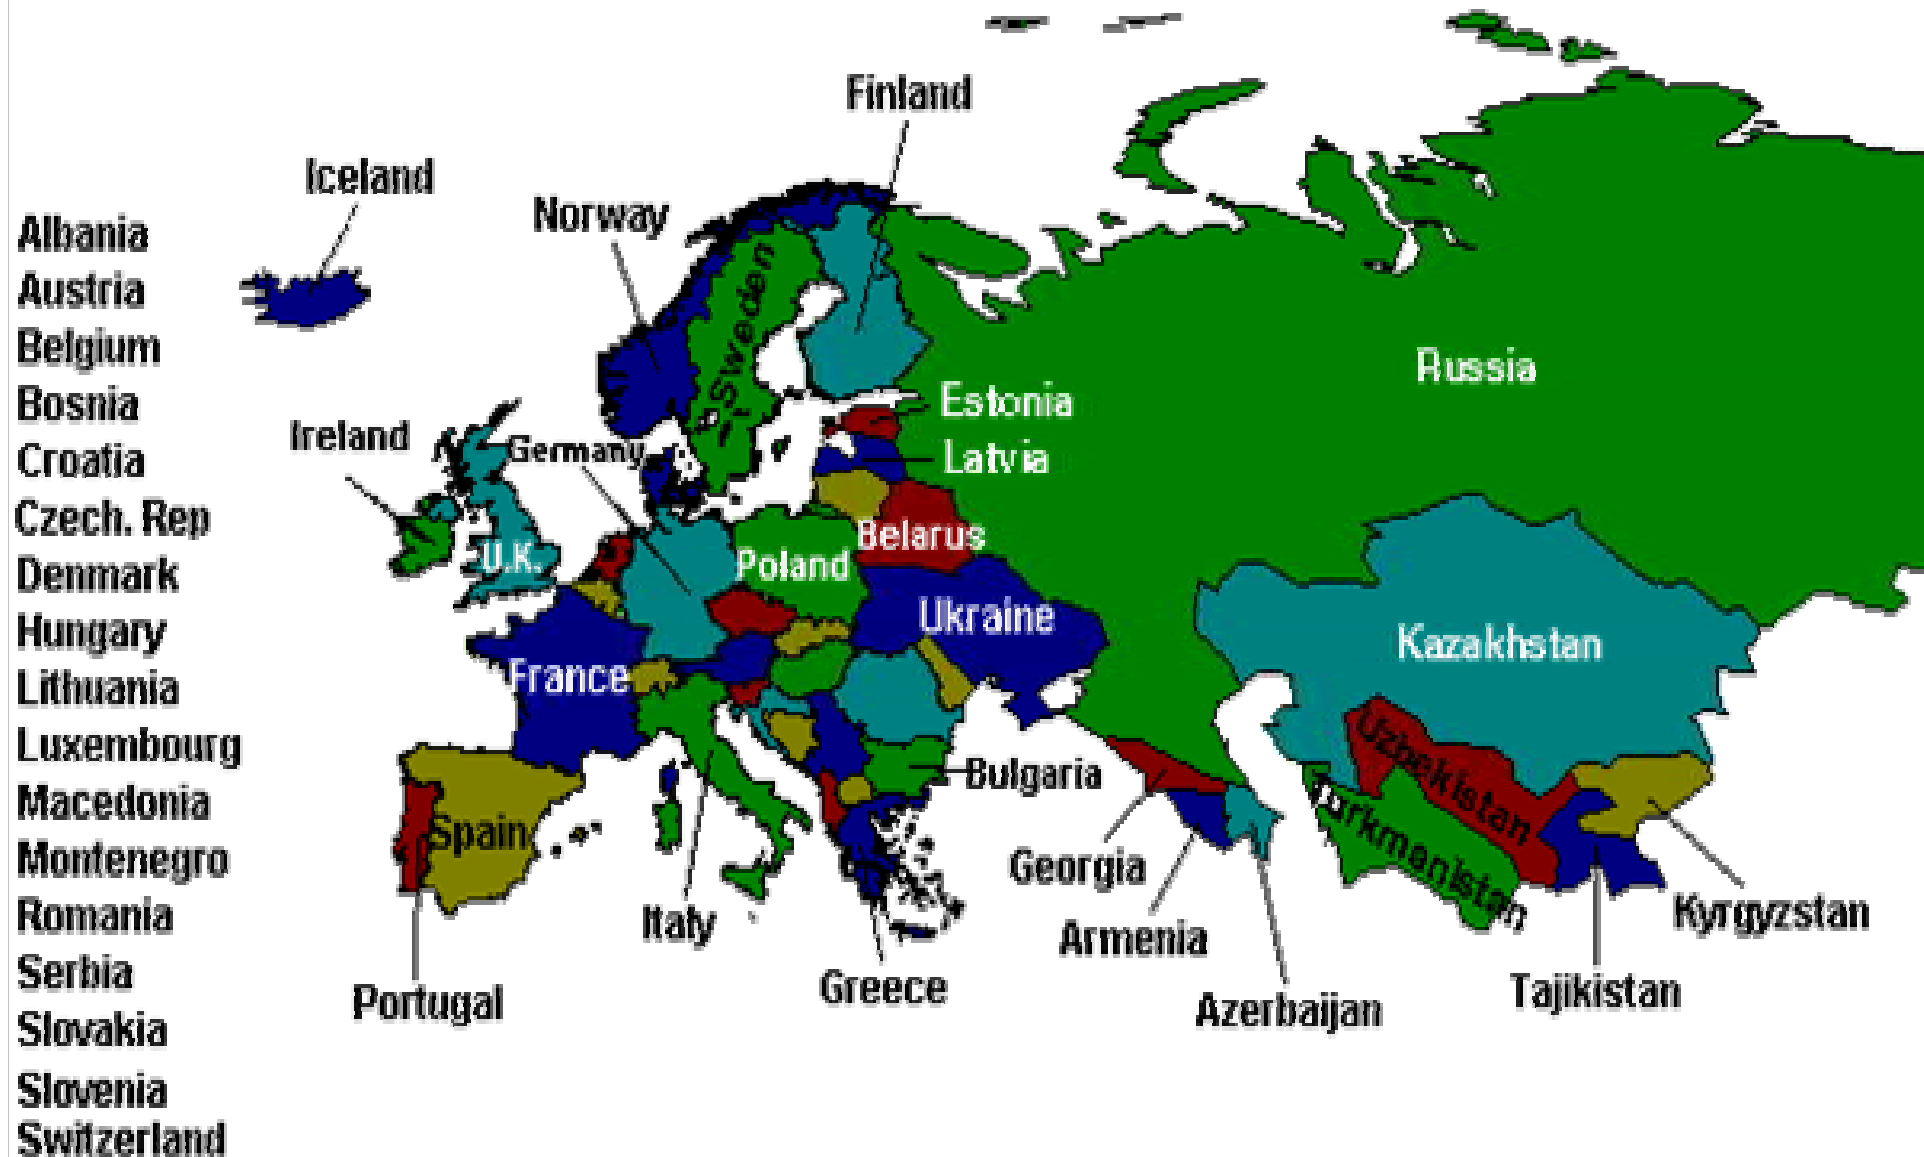 Albania
Austria
Belgium
Bosnia
Croatia
Czech. Rep
Denmark
Hungary
Lithuania
Luxembourg
Macedonia
Montenegro
Romania
Serbia
Slovakia
Slovenia
Switzerland
Finland
Iceland
Norway
Sweden
Russia
Estonia
Ireland
Germany
Latvia
Belarus
U.K.
Poland
Ukraine
Kazakhstan
France
Uzbekistan
Bulgaria
Turkmenistan
Spain
Georgia
Kyrgyzstan
Italy
Armenia
Greece
Tajikistan
Portugal
Azerbaijan